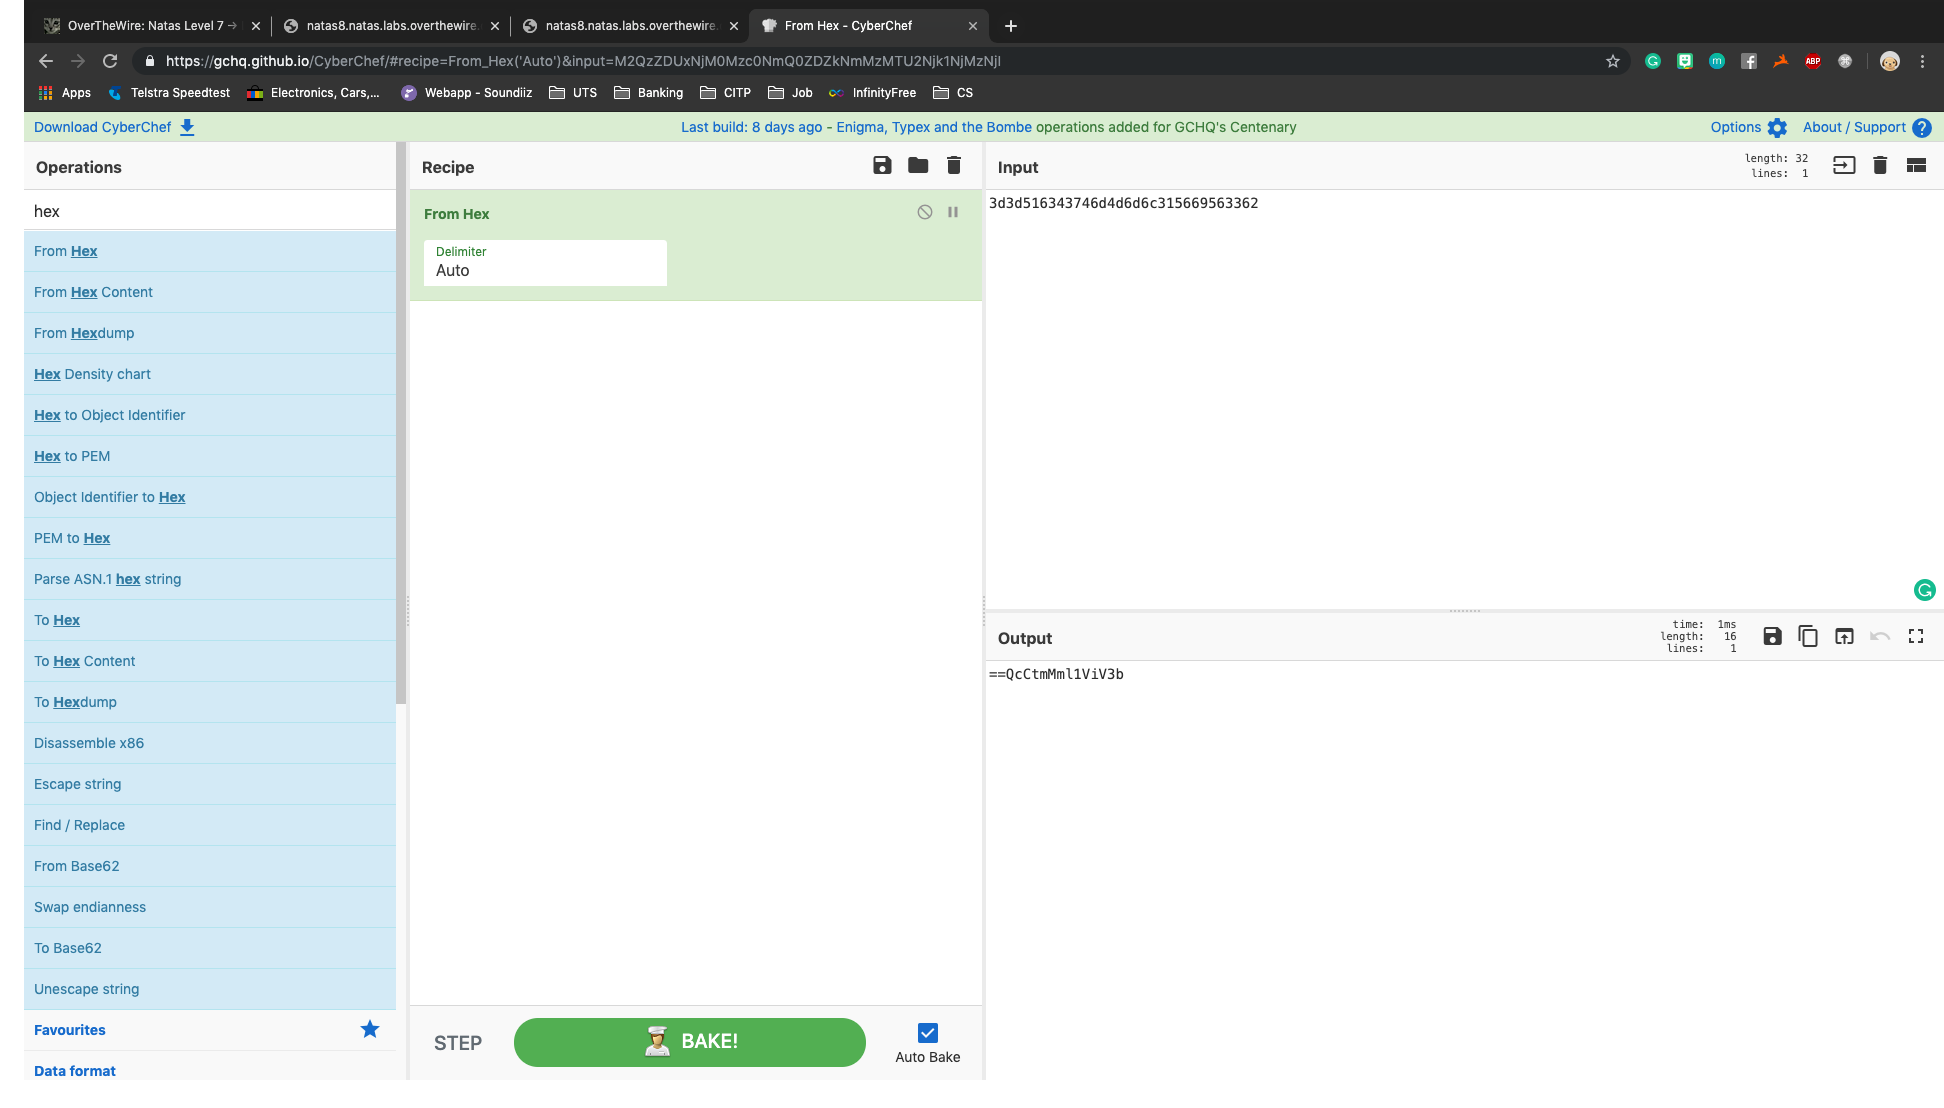 OverTheWire: Natas Level 7 →
natas8.natas.labs.overthewire.
natas8.natas.labs.overthewire.
From Hex - CyberChef
https://gchq.github.io/CyberChef/#recipe=From_Hex('Auto')&input=M2QzZDUxNjM0Mzc0NmQ0ZDZkNmMzMTU2Njk1NjMzNjI
Apps
Telstra Speedtest
Electronics, Cars,...
Webapp - Soundiiz
UTS
Banking
CITP
Job
InfinityFree
CS
Download CyberChef
Last build: 8 days ago - Enigma, Typex and the Bombe operations added for GCHQ's Centenary
Options
About / Support
Operations
hex
From Hex
From Hex Content
From Hexdump
Hex Density chart
Hex to Object Identifier
Hex to PEM
Object Identifier to Hex
PEM to Hex
Parse ASN.1 hex string
To Hex
To Hex Content
To Hexdump
Disassemble x86
Escape string
Find / Replace
From Base62
Swap endianness
To Base62
Unescape string
Favourites
Data format
Recipe
From Hex
Delimiter
Auto
STEP
BAKE!
Auto Bake
Input
length: 32
lines: 1
3d3d516343746d4d6d6c315669563362
Output
time: 1ms
length: 16
lines: 1
==QcCtmMml1ViV3b
ABP